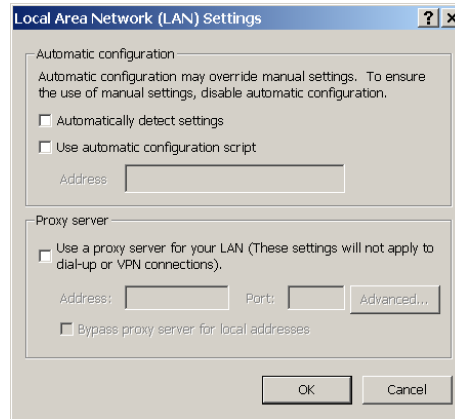 Local Area Network (LAN) Settings
Automatic configuration
Automatic configuration may override manual settings. To ensure
the use of manual settings, disable automatic configuration.
Automatically detect settings
Use automatic configuration script
Address
Proxy server
Use a proxy server for your LAN (These settings will not apply to
dial-up or VPN connections).
Address: Port: Advanced...
Bypass proxy server for local addresses
OK Cancel